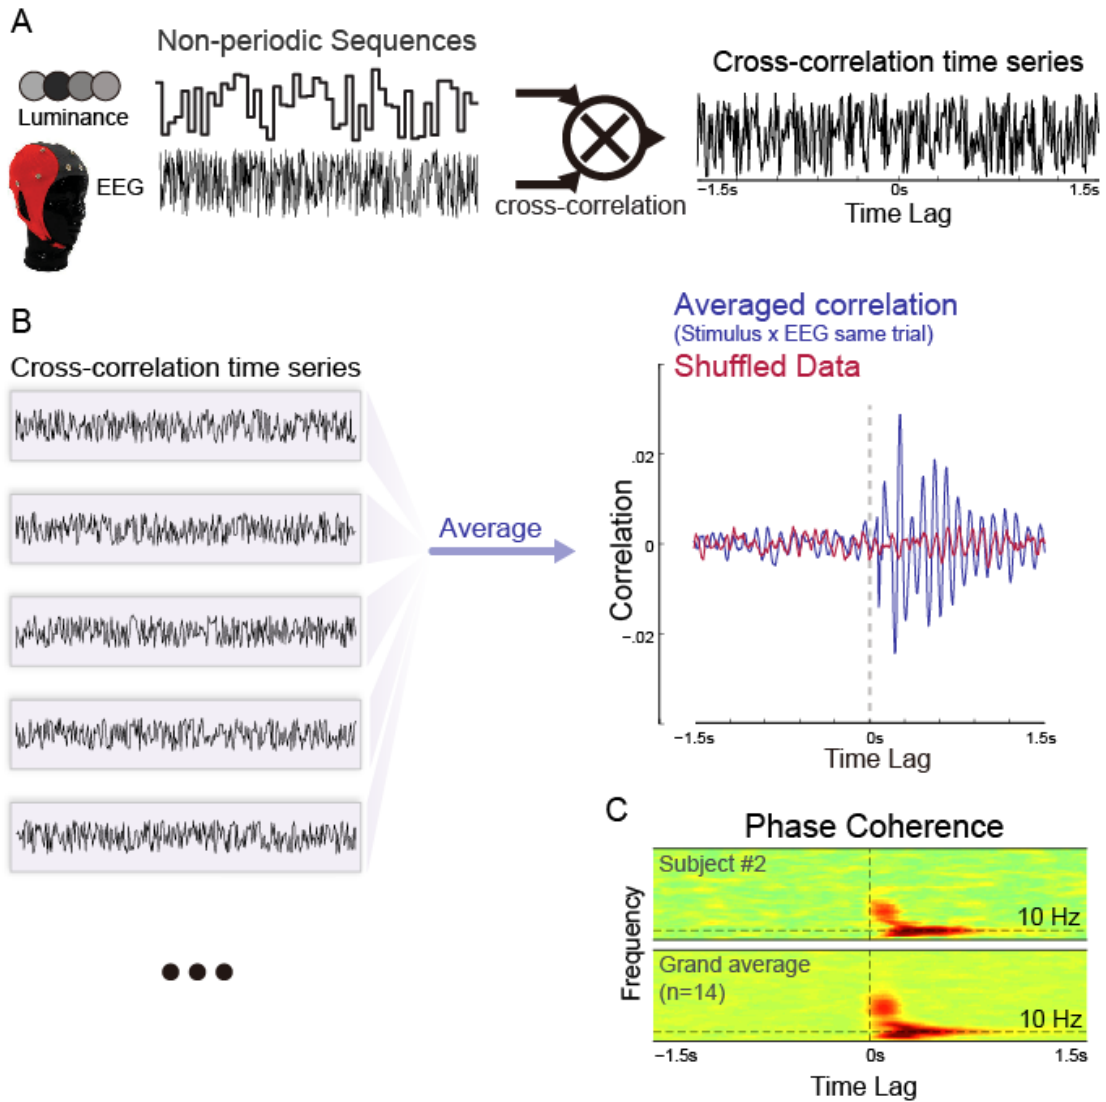 A
Non-periodic Sequences
Luminance
EEG
cross-correlation
Cross-correlation time series
−1.5s 0s 1.5s
Time Lag
B
Cross-correlation time series
Average
Averaged correlation
(Stimulus x EEG same trial)
Shuffled Data
Correlation
.02
0
−.02
−1.5s 0s 1.5s
Time Lag
C
Phase Coherence
Frequency
Subject #2
10 Hz
Grand average
(n=14)
10 Hz
−1.5s 0s 1.5s
Time Lag